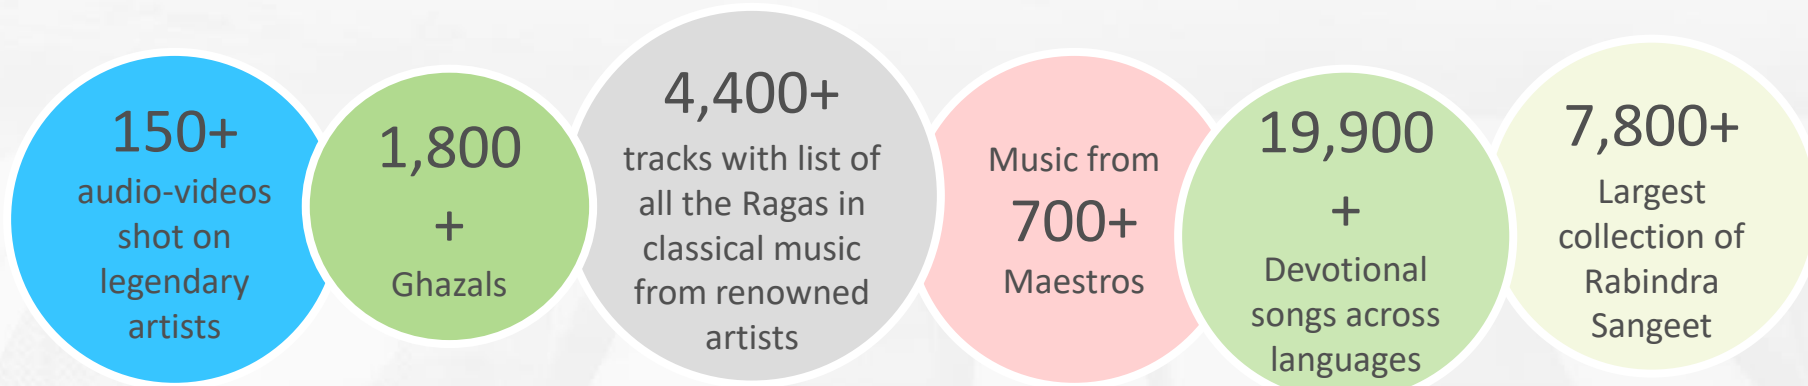 150+
audio-videos
shot on
legendary
artists
1,800
+
Ghazals
4,400+
tracks with list of
all the Ragas in
classical music
from renowned
artists
Music from
700+
Maestros
19,900
+
Devotional
songs across
languages
7,800+
Largest
collection of
Rabindra
Sangeet